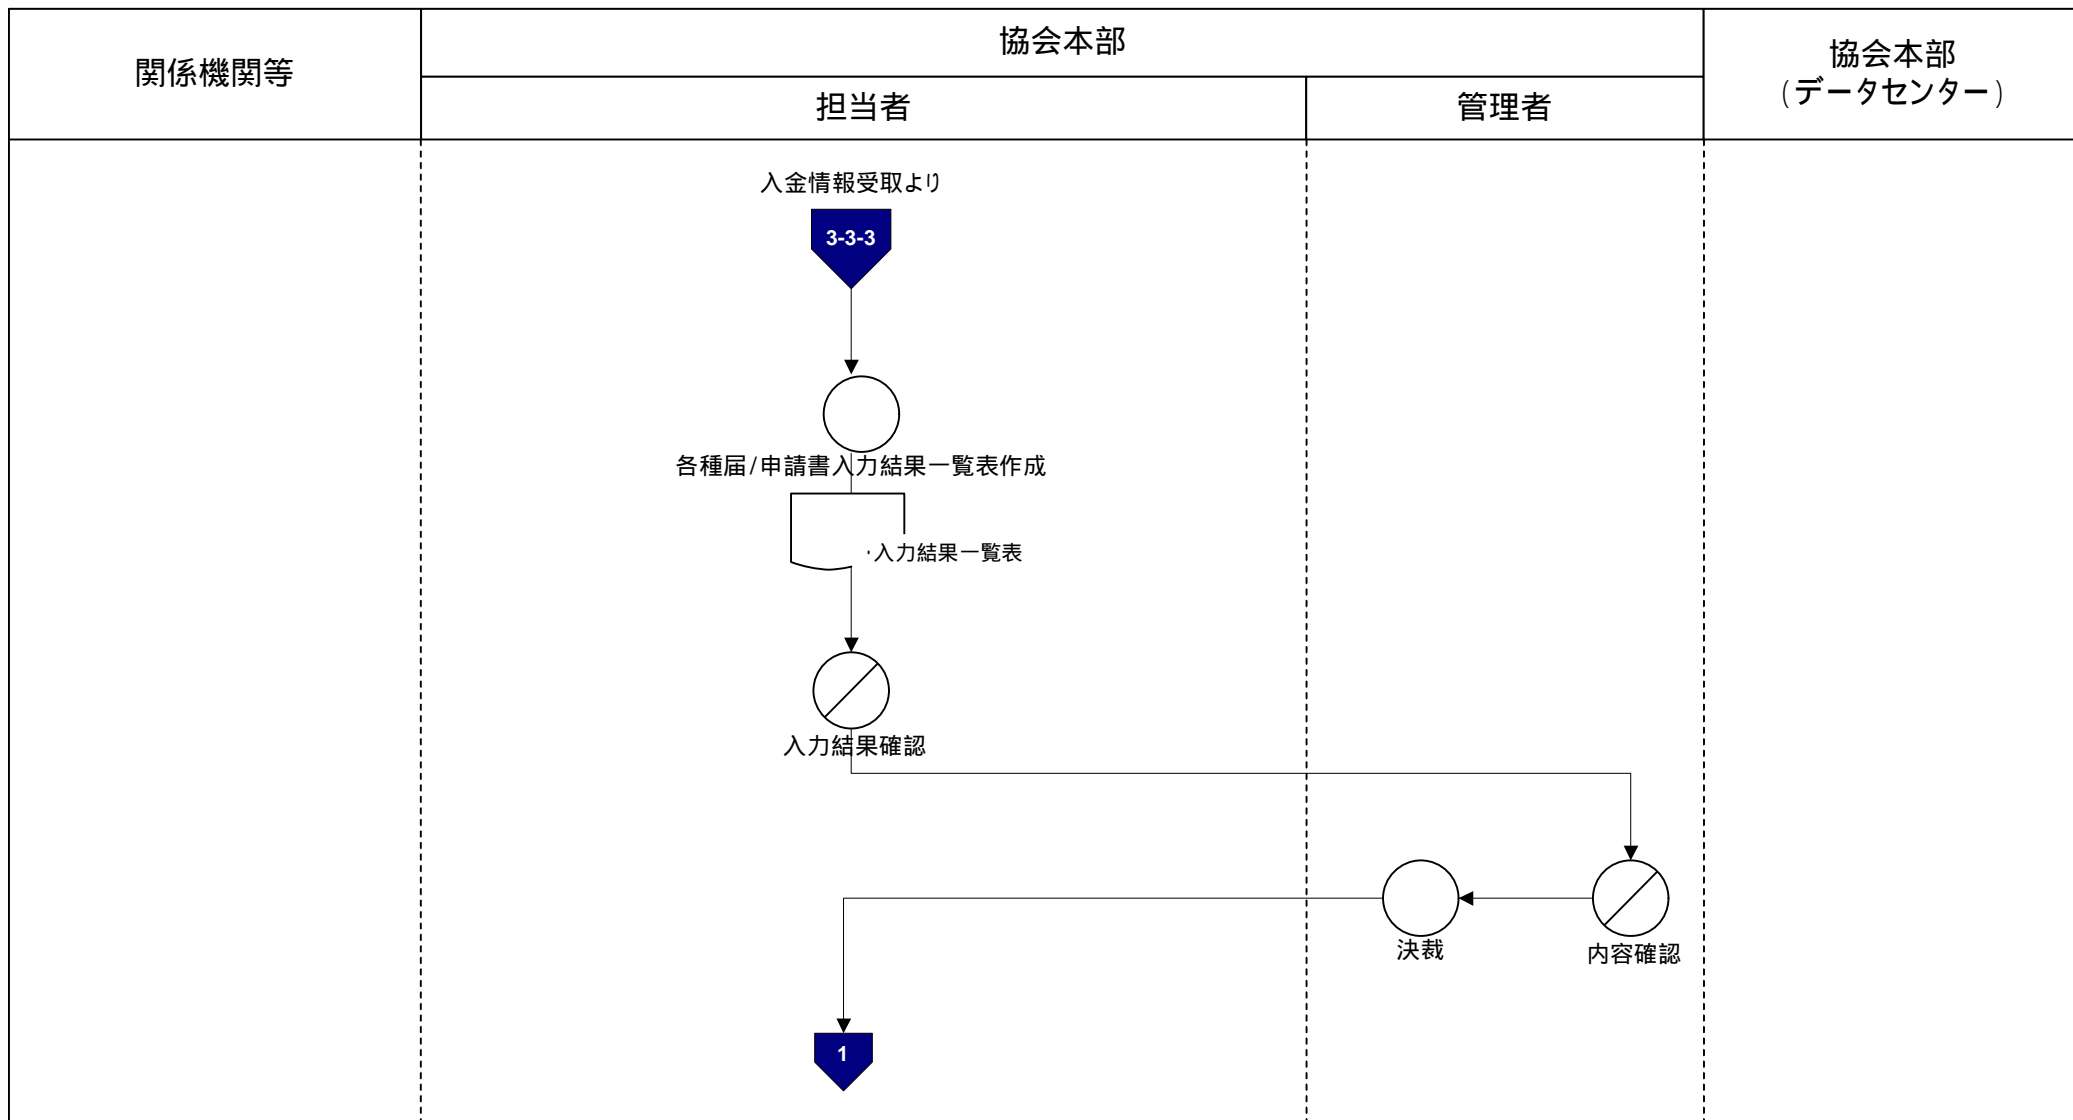 関係機関等
協会本部
担当者
管理者
協会本部
(データセンター)
入金情報受取より
3-3-3
各種届/申請書入力結果一覧表作成
・入力結果一覧表
入力結果確認
決裁
内容確認
1